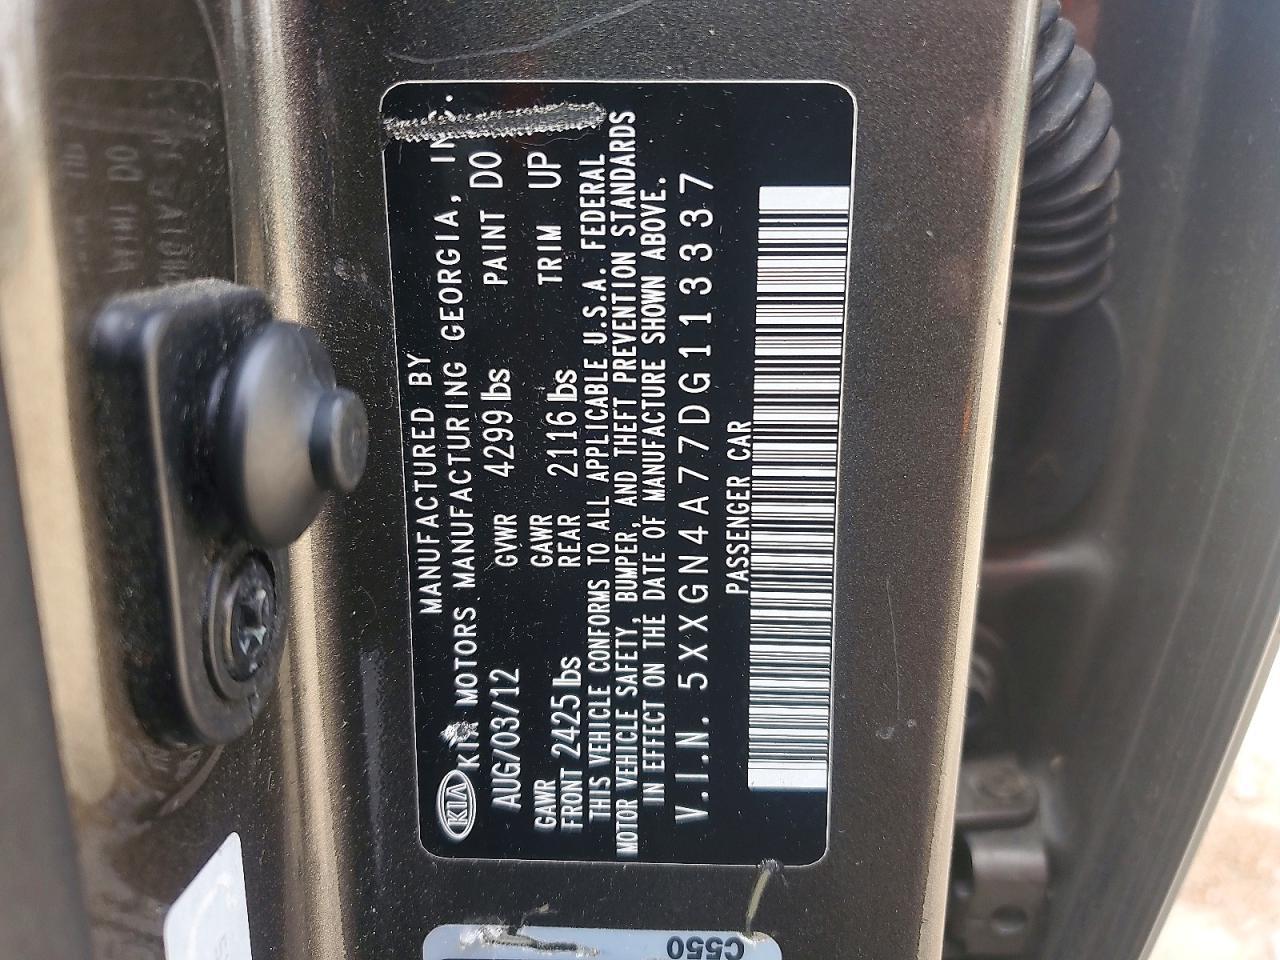 MANUFACTURED BY
KIA KIA MOTORS MANUFACTURING GEORGIA, INC.
AUG/03/12 GVWR 4299 lbs PAINT DO
GAWR FRONT 2425 lbs GAWR REAR 2116 lbs TRIM UP
THIS VEHICLE CONFORMS TO ALL APPLICABLE U.S.A. FEDERAL
MOTOR VEHICLE SAFETY, BUMPER, AND THEFT PREVENTION STANDARDS
IN EFFECT ON THE DATE OF MANUFACTURE SHOWN ABOVE.
V.I.N. 5XXGN4A77DG113337
PASSENGER CAR
C550